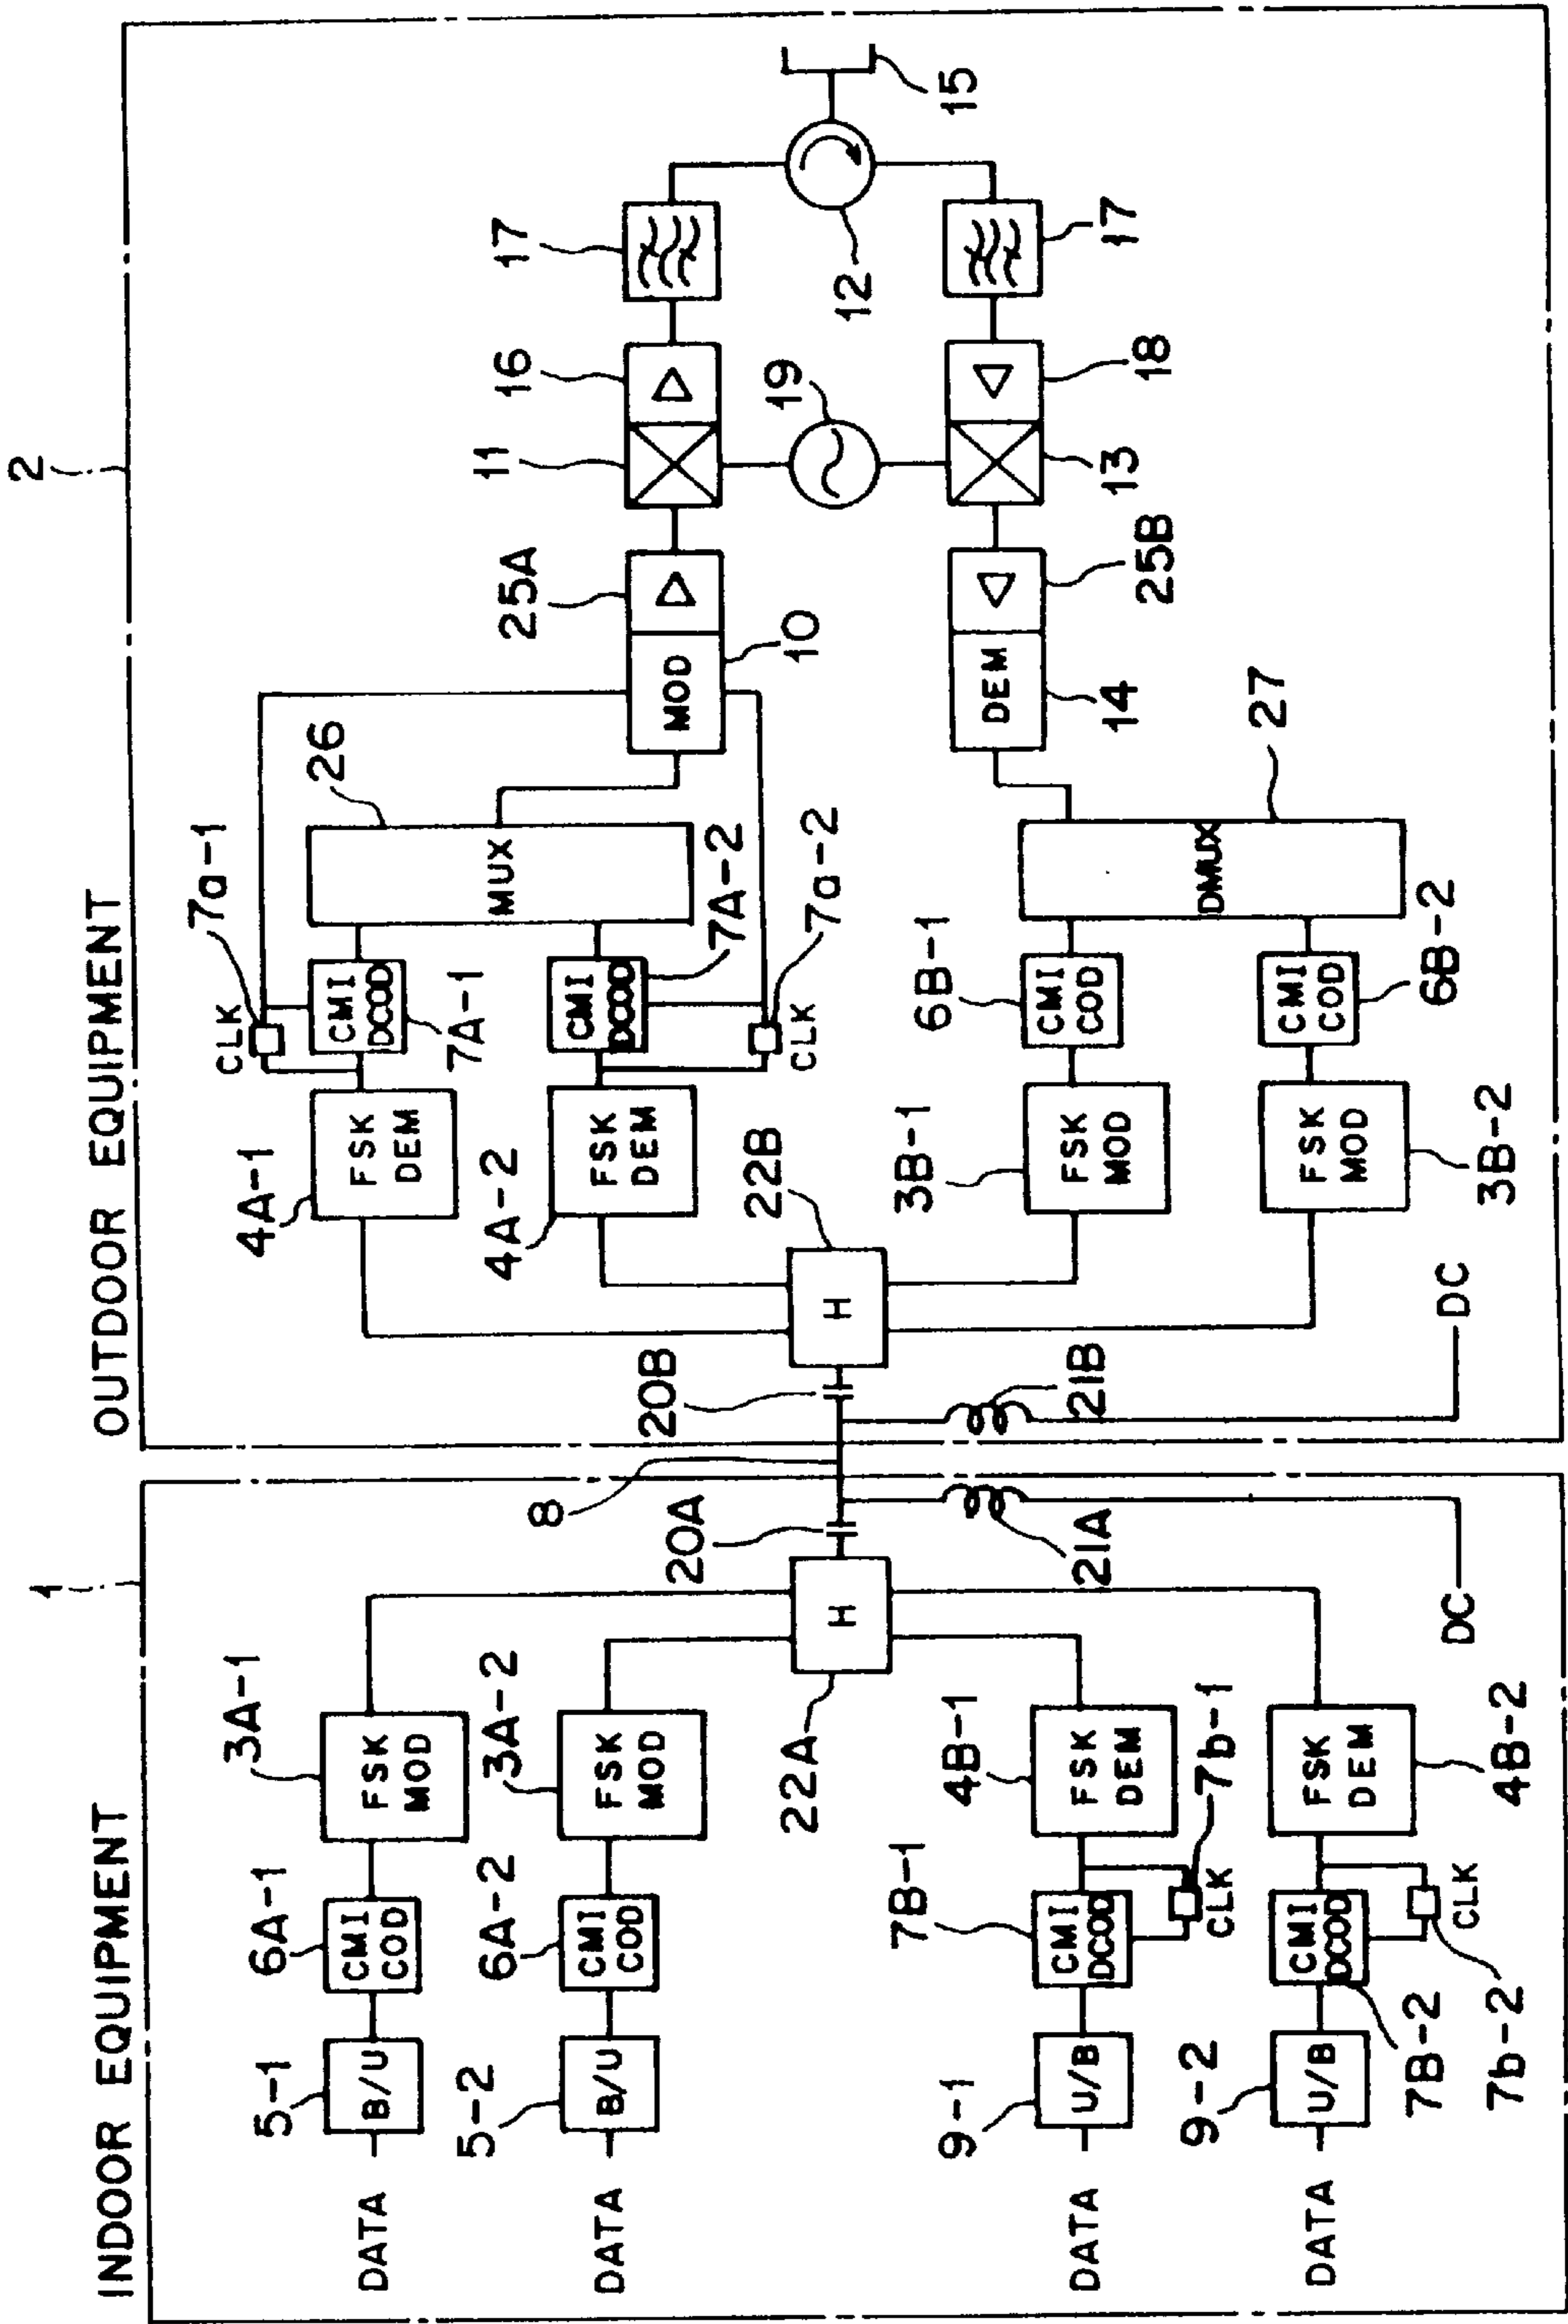 INDOOR EQUIPMENT
1
DATA
5-1
B/U
6A-1
CMI
COD
3A-1
FSK
MOD
DATA
5-2
B/U
6A-2
CMI
COD
3A-2
FSK
MOD
22A
H
20A
8
21A
DC
DATA
9-1
U/B
7B-1
CMI
DCOD
CLK
7b-1
4B-1
FSK
DEM
DATA
9-2
U/B
7B-2
CMI
DCOD
CLK
7b-2
FSK
DEM
4B-2
OUTDOOR EQUIPMENT
2
20B
21B
DC
22B
H
4A-1
FSK
DEM
CLK
7a-1
CMI
DCOD
7A-1
4A-2
FSK
DEM
CMI
DCOD
7A-2
CLK
7a-2
26
MUX
MOD
10
25A
11
16
17
12
15
19
17
18
13
25B
DEM
14
DMUX
27
6B-1
CMI
COD
3B-1
FSK
MOD
CMI
COD
6B-2
FSK
MOD
3B-2